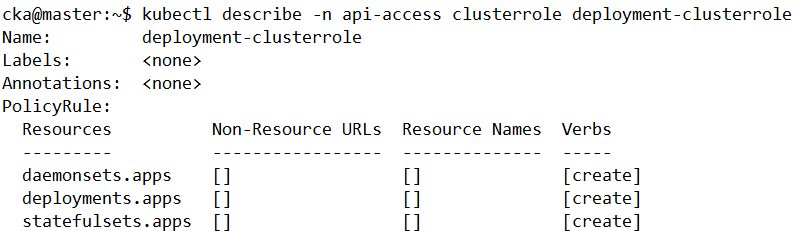 cka@master:~$ kubectl describe -n api-access clusterrole deployment-clusterrole
Name:         deployment-clusterrole
Labels:       <none>
Annotations:  <none>
PolicyRule:
  Resources          Non-Resource URLs  Resource Names  Verbs
  ---------          -----------------  --------------  -----
  daemonsets.apps    []                 []              [create]
  deployments.apps   []                 []              [create]
  statefulsets.apps  []                 []              [create]